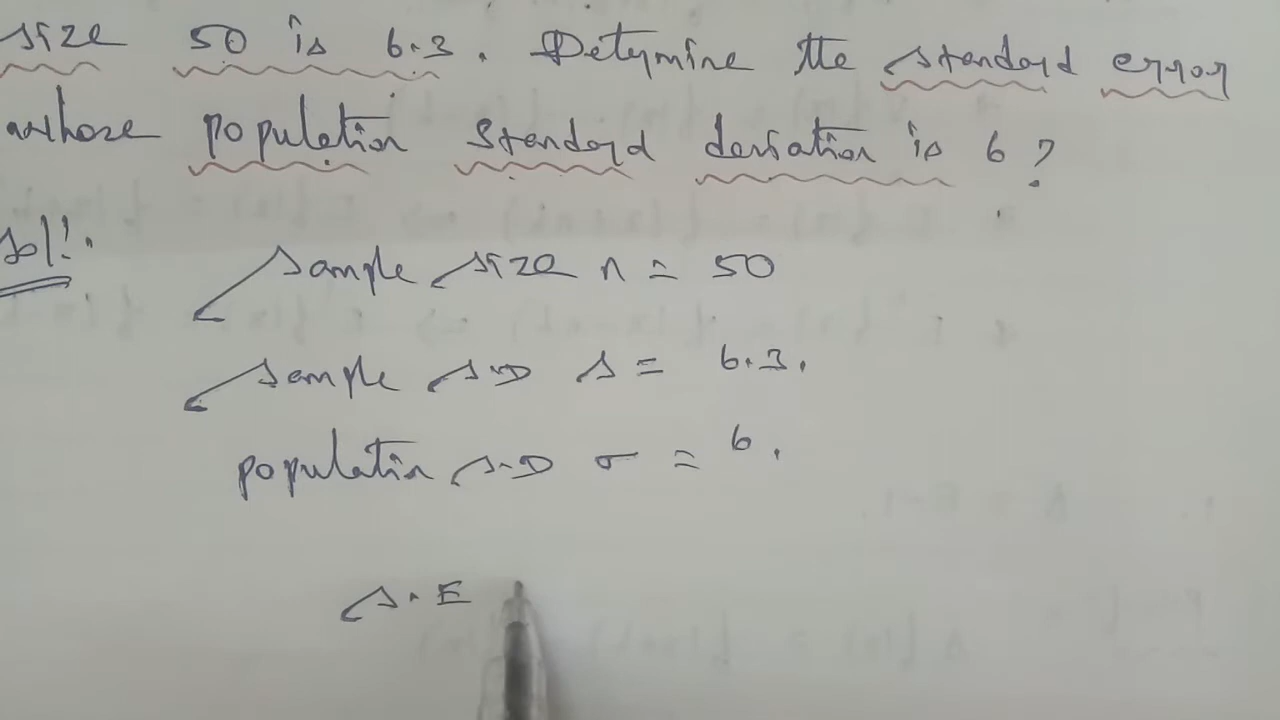 size 50 is 6.3. Determine the standard error
whose population standard deviation is 6?
Sol:
Sample size n = 50
Sample S.D s = 6.3.
population S.D σ = 6.
S.E